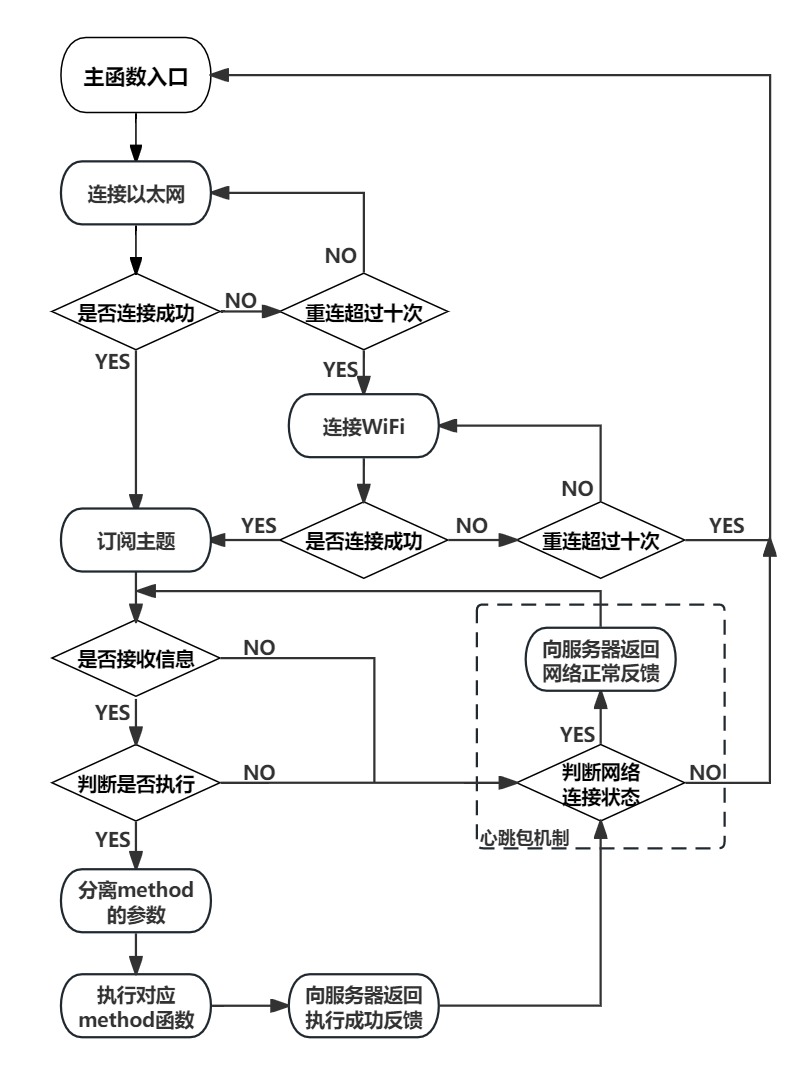 主函数入口
连接以太网
NO
是否连接成功
NO
重连超过十次
YES
YES
连接WiFi
NO
订阅主题
YES
是否连接成功
NO
重连超过十次
YES
是否接收信息
NO
向服务器返回
网络正常反馈
YES
YES
判断是否执行
NO
判断网络
连接状态
NO
心跳包机制
YES
分离method
的参数
执行对应
method函数
向服务器返回
执行成功反馈